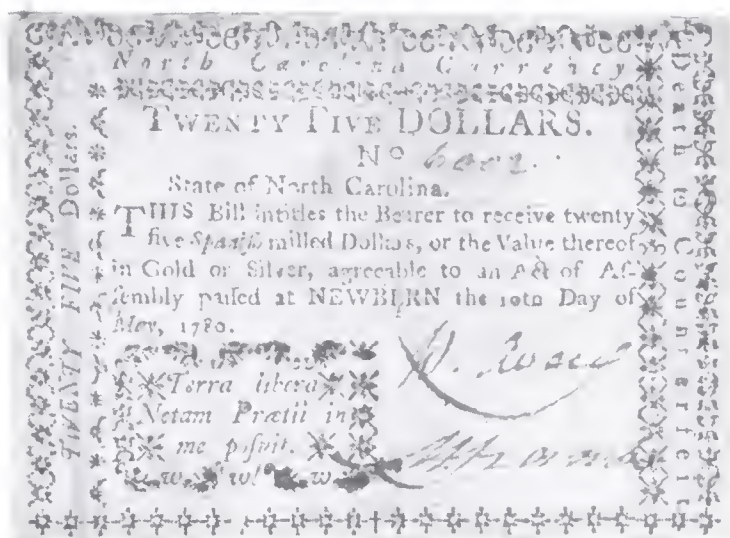 North Carolina Currency
TWENTY FIVE DOLLARS.
No
State of North Carolina.
THIS Bill intitles the Bearer to receive twenty
five Spaniſh milled Dollars, or the Value thereof
in Gold or Silver, agreeable to an Act of Aſ-
ſembly paſſed at NEWBERN the 10th Day of
May, 1780.
Terra libera
Netam Prætii in
me poſuit.
TWENTY FIVE Dollars.
Death to Counterfeit